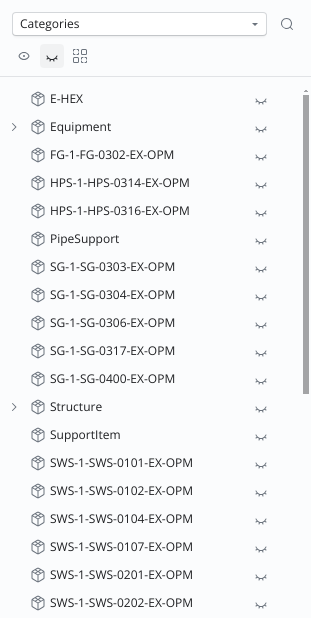 Categories
E-HEX
Equipment
FG-1-FG-0302-EX-OPM
HPS-1-HPS-0314-EX-OPM
HPS-1-HPS-0316-EX-OPM
PipeSupport
SG-1-SG-0303-EX-OPM
SG-1-SG-0304-EX-OPM
SG-1-SG-0306-EX-OPM
SG-1-SG-0317-EX-OPM
SG-1-SG-0400-EX-OPM
Structure
SupportItem
SWS-1-SWS-0101-EX-OPM
SWS-1-SWS-0102-EX-OPM
SWS-1-SWS-0104-EX-OPM
SWS-1-SWS-0107-EX-OPM
SWS-1-SWS-0201-EX-OPM
SWS-1-SWS-0202-EX-OPM